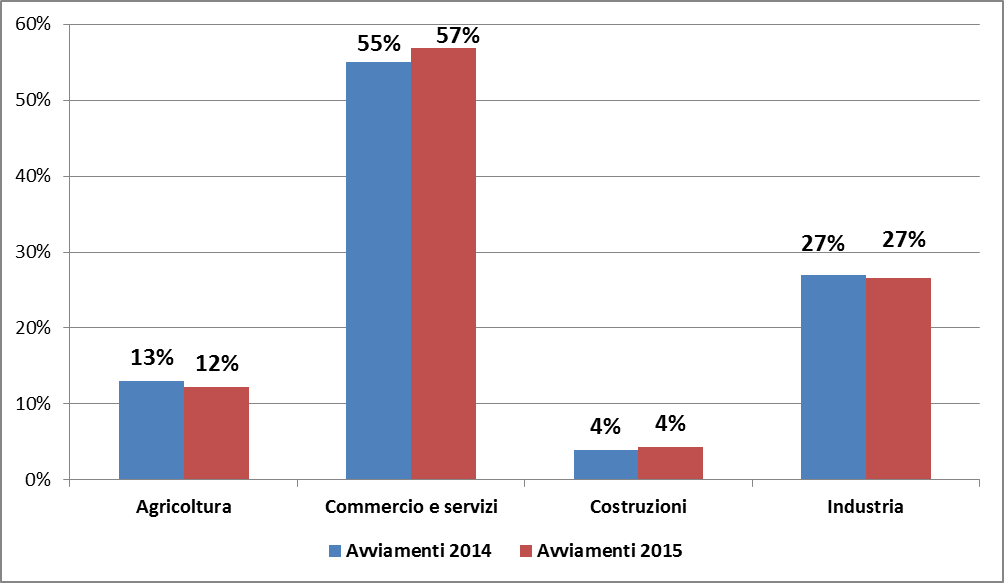 60%
50%
40%
30%
20%
10%
0%
13%
12%
55%
57%
4%
4%
27%
27%
Agricoltura
Commercio e servizi
Costruzioni
Industria
Avviamenti 2014
Avviamenti 2015